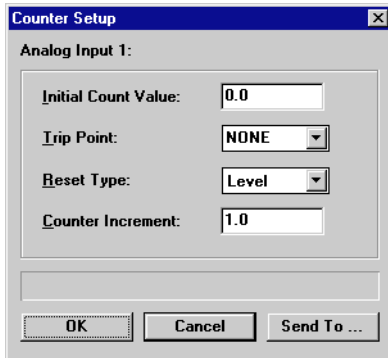 Counter Setup
Analog Input 1:
Initial Count Value: 0.0
Trip Point: NONE
Reset Type: Level
Counter Increment: 1.0
OK Cancel Send To ...